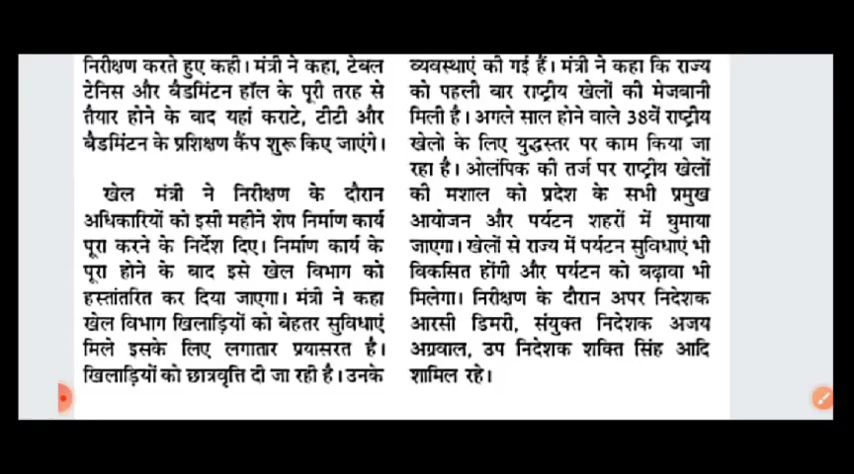 निरीक्षण करते हुए कही। मंत्री ने कहा, टेबल
टेनिस और बैडमिंटन हॉल के पूरी तरह से
तैयार होने के बाद यहां कराटे, टीटी और
बैडमिंटन के प्रशिक्षण कैंप शुरू किए जाएंगे।
खेल मंत्री ने निरीक्षण के दौरान
अधिकारियों को इसी महीने शेष निर्माण कार्य
पूरा करने के निर्देश दिए। निर्माण कार्य के
पूरा होने के बाद इसे खेल विभाग को
हस्तांतरित कर दिया जाएगा। मंत्री ने कहा
खेल विभाग खिलाड़ियों को बेहतर सुविधाएं
मिले इसके लिए लगातार प्रयासरत है।
खिलाड़ियों को छात्रवृत्ति दी जा रही है। उनके
व्यवस्थाएं की गई हैं। मंत्री ने कहा कि राज्य
को पहली बार राष्ट्रीय खेलों की मेजबानी
मिली है। अगले साल होने वाले 38वें राष्ट्रीय
खेलो के लिए युद्धस्तर पर काम किया जा
रहा है। ओलंपिक की तर्ज पर राष्ट्रीय खेलों
की मशाल को प्रदेश के सभी प्रमुख
आयोजन और पर्यटन शहरों में घुमाया
जाएगा। खेलों से राज्य में पर्यटन सुविधाएं भी
विकसित होंगी और पर्यटन को बढ़ावा भी
मिलेगा। निरीक्षण के दौरान अपर निदेशक
आरसी डिमरी, संयुक्त निदेशक अजय
अग्रवाल, उप निदेशक शक्ति सिंह आदि
शामिल रहे।